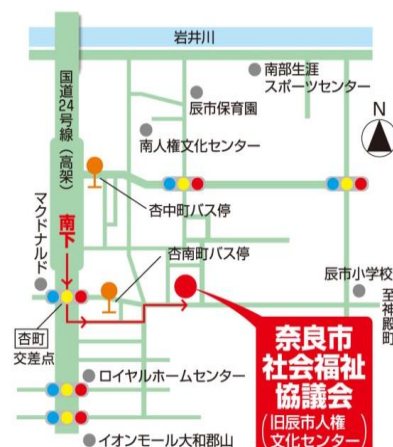 岩井川
国道24号線（高架）
南部生涯
スポーツセンター
辰市保育園
南人権文化センター
N
杏中町バス停
マクドナルド
南下
杏南町バス停
辰市小学校
至神殿町
杏町
交差点
奈良市
社会福祉
協議会
（旧辰市人権
文化センター）
ロイヤルホームセンター
イオンモール大和郡山